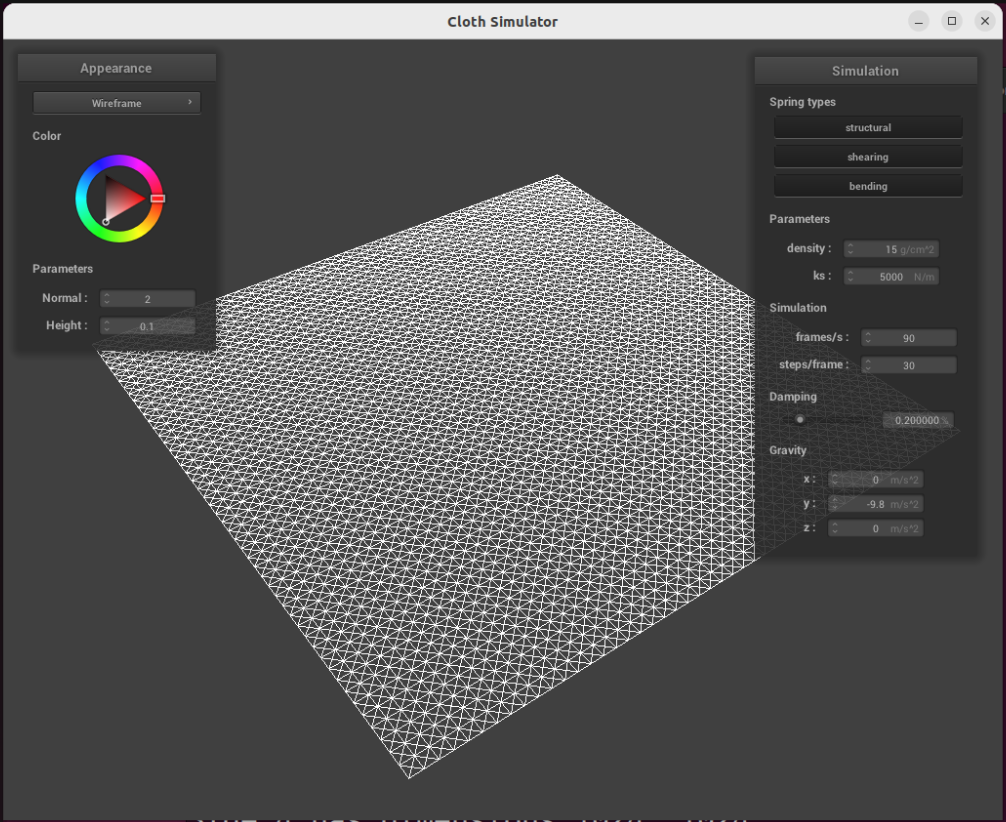 Cloth Simulator
Appearance
Wireframe
Color
Parameters
Normal : 2
Height : 0.1
Simulation
Spring types
structural
shearing
bending
Parameters
density : 15 g/cm^2
ks : 5000 N/m
Simulation
frames/s : 90
steps/frame : 30
Damping
0.200000 %
Gravity
x : 0 m/s^2
y : -9.8 m/s^2
z : 0 m/s^2